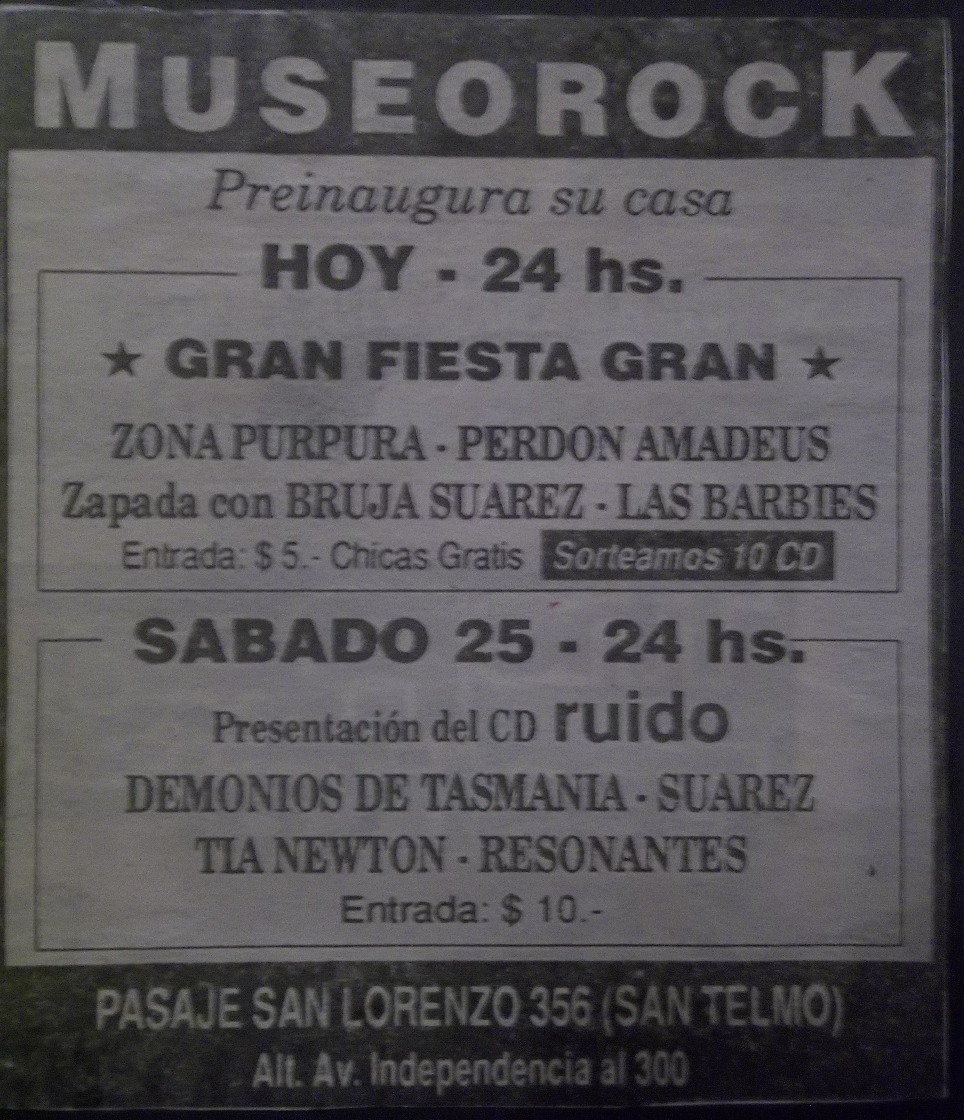 MUSEOROCK
Preinaugura su casa
HOY - 24 hs.
★ GRAN FIESTA GRAN ★
ZONA PURPURA - PERDON AMADEUS
Zapada con BRUJA SUAREZ - LAS BARBIES
Entrada: $ 5.- Chicas Gratis Sorteamos 10 CD
SABADO 25 - 24 hs.
Presentación del CD ruido
DEMONIOS DE TASMANIA - SUAREZ
TIA NEWTON - RESONANTES
Entrada: $ 10.-
PASAJE SAN LORENZO 356 (SAN TELMO)
Alt. Av. Independencia al 300